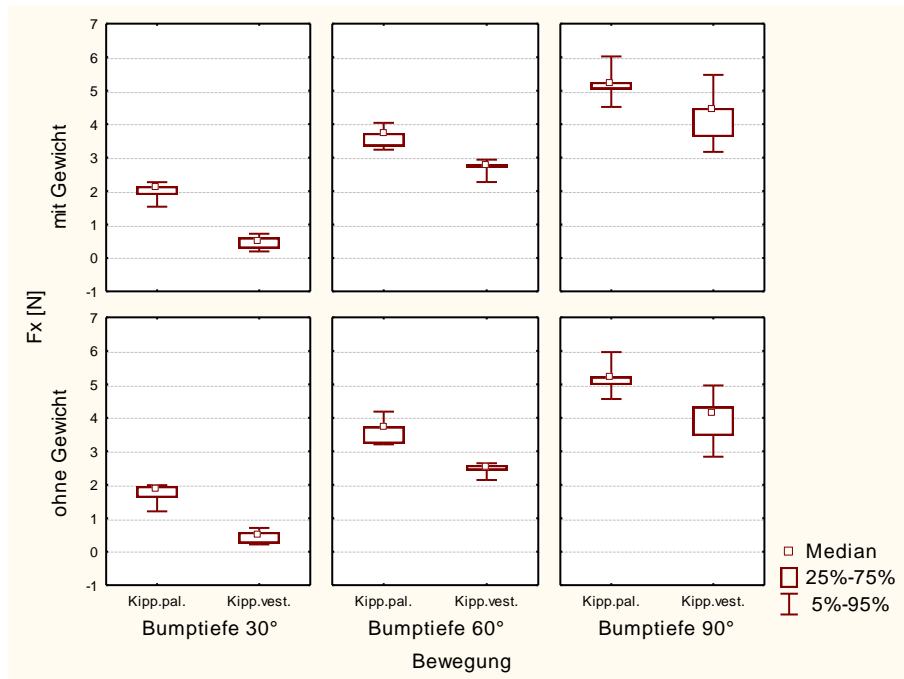 Fx [N]
mit Gewicht
7
6
5
4
3
2
1
0
-1
ohne Gewicht
7
6
5
4
3
2
1
0
-1
Kipp.pal. Kipp.vest. Kipp.pal. Kipp.vest. Kipp.pal. Kipp.vest.
Bumptiefe 30° Bumptiefe 60° Bumptiefe 90°
Bewegung
Median
25%-75%
5%-95%